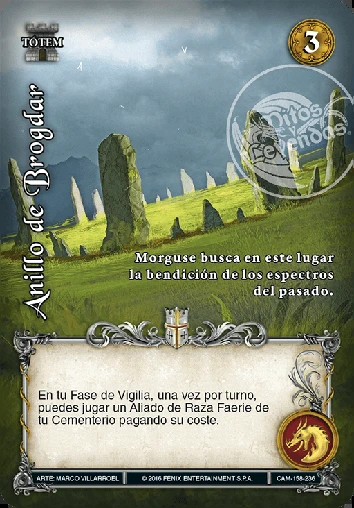 TÓTEM
3
Mitos y Leyendas.
Anillo de Brogdar
Morguse busca en este lugar
la bendición de los espectros
del pasado.
En tu Fase de Vigilia, una vez por turno,
puedes jugar un Aliado de Raza Faerie de
tu Cementerio pagando su coste.
ARTE: MARCO VILLARROEL
© 2016 FENIX ENTERTAINMENT S.P.A.
CAM-158-236